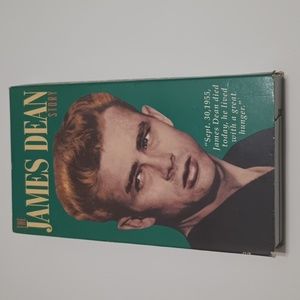 THE
JAMES DEAN
STORY
"Sept. 30,1955,
James Dean died
today, he lived
with a great
hunger."